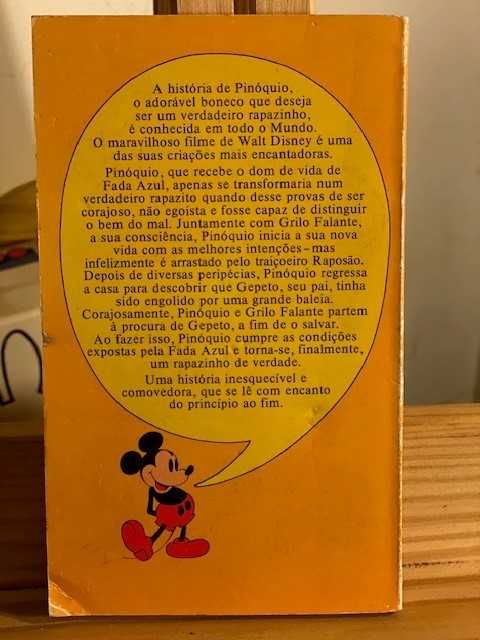 A história de Pinóquio,
o adorável boneco que deseja
ser um verdadeiro rapazinho,
é conhecida em todo o Mundo.
O maravilhoso filme de Walt Disney é uma
das suas criações mais encantadoras.
Pinóquio, que recebe o dom de vida de
Fada Azul, apenas se transformaria num
verdadeiro rapazito quando desse provas de ser
corajoso, não egoísta e fosse capaz de distinguir
o bem do mal. Juntamente com Grilo Falante,
a sua consciência, Pinóquio inicia a sua nova
vida com as melhores intenções–mas
infelizmente é arrastado pelo traiçoeiro Raposão.
Depois de diversas peripécias, Pinóquio regressa
a casa para descobrir que Gepeto, seu pai, tinha
sido engolido por uma grande baleia.
Corajosamente, Pinóquio e Grilo Falante partem
à procura de Gepeto, a fim de o salvar.
Ao fazer isso, Pinóquio cumpre as condições
expostas pela Fada Azul e torna-se, finalmente,
um rapazinho de verdade.
Uma história inesquecível e
comovedora, que se lê com encanto
do princípio ao fim.